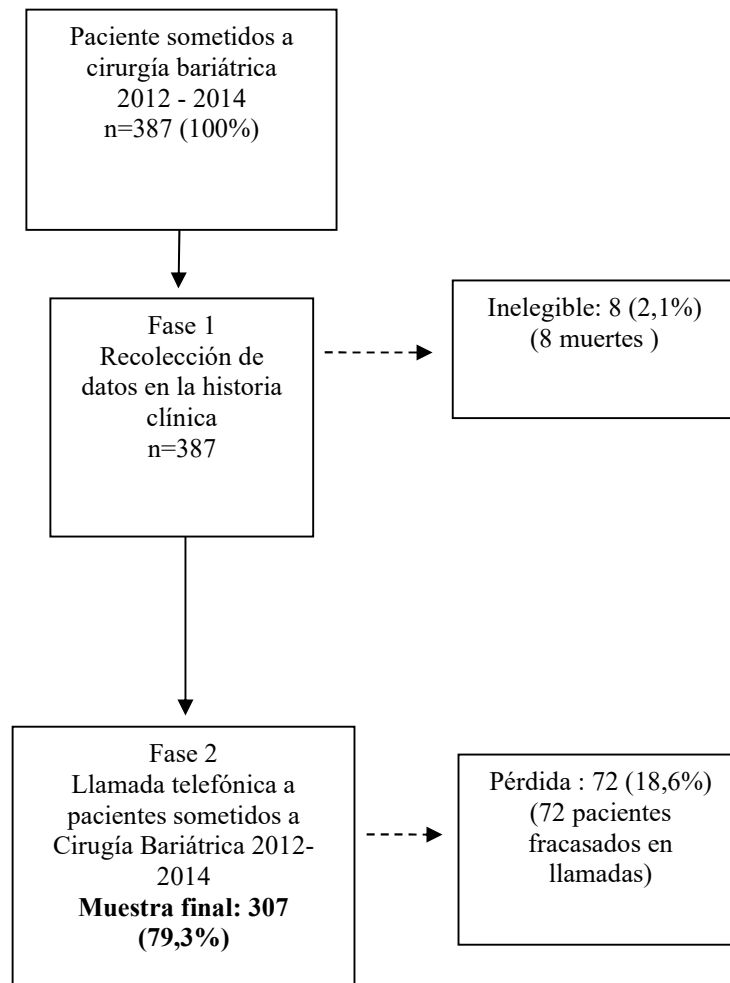 Paciente sometidos a
cirurgía bariátrica
2012 - 2014
n=387 (100%)
Fase 1
Recolección de
datos en la historia
clínica
n=387
Inelegible: 8 (2,1%)
(8 muertes )
Fase 2
Llamada telefónica a
pacientes sometidos a
Cirugía Bariátrica 2012-
2014
Muestra final: 307
(79,3%)
Pérdida : 72 (18,6%)
(72 pacientes
fracasados en
llamadas)